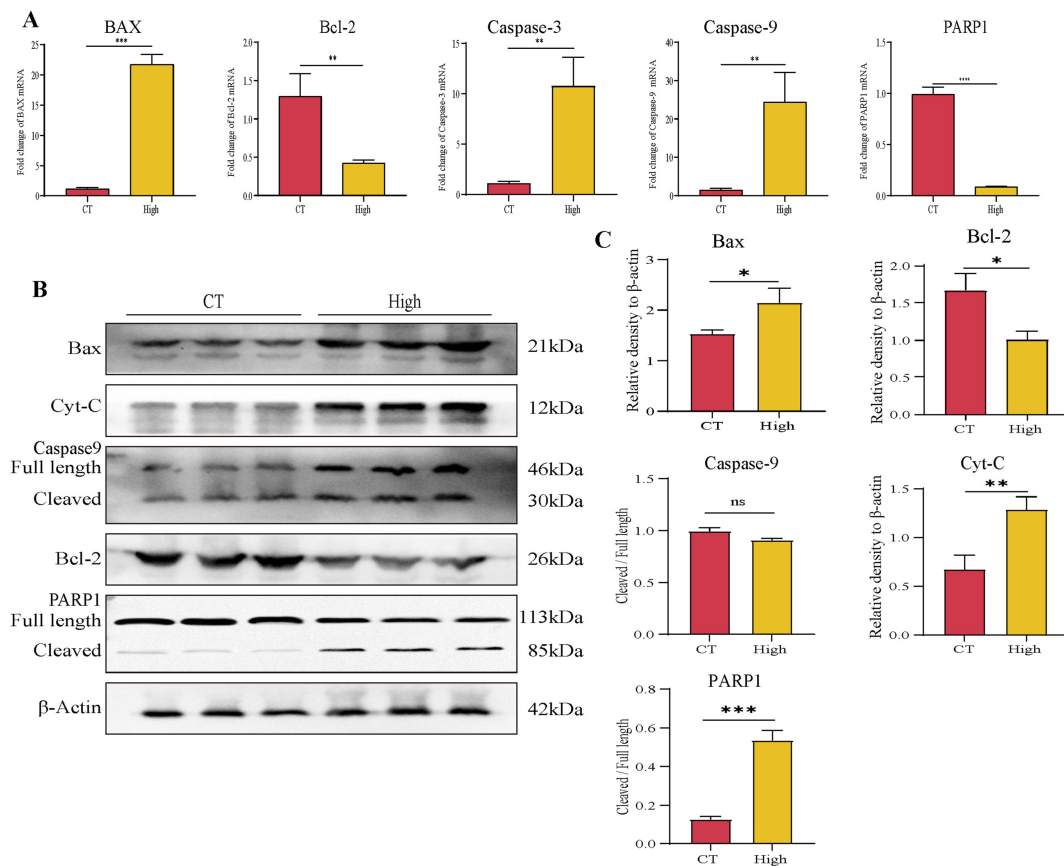 A
BAX
Fold change of BAX mRNA
25
20
15
10
5
0
***
CT
High
Bcl-2
Fold change of Bcl-2 mRNA
2.0
1.5
1.0
0.5
0.0
**
CT
High
Caspase-3
Fold change of Caspase-3 mRNA
15
10
5
0
**
CT
High
Caspase-9
Fold change of Caspase-9 mRNA
40
30
20
10
0
**
CT
High
PARP1
Fold change of PARP1 mRNA
1.5
1.0
0.5
0.0
****
CT
High
B
CT
High
Bax
21kDa
Cyt-C
12kDa
Caspase9
Full length
46kDa
Cleaved
30kDa
Bcl-2
26kDa
PARP1
Full length
113kDa
Cleaved
85kDa
β-Actin
42kDa
C
Bax
Relative density to β-actin
3
2
1
0
*
CT
High
Bcl-2
Relative density to β-actin
2.0
1.5
1.0
0.5
0.0
*
CT
High
Caspase-9
Cleaved / Full length
1.5
1.0
0.5
0.0
ns
CT
High
Cyt-C
Relative density to β-actin
1.5
1.0
0.5
0.0
**
CT
High
PARP1
Cleaved / Full length
0.8
0.6
0.4
0.2
0.0
***
CT
High